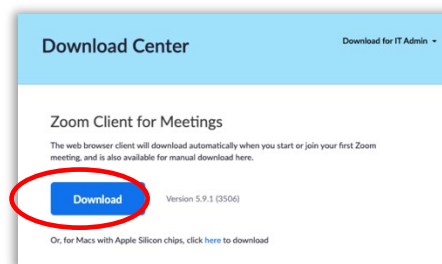 Download Center
Download for IT Admin
Zoom Client for Meetings
The web browser client will download automatically when you start or join your first Zoom
meeting, and is also available for manual download here.
Download
Version 5.9.1 (3506)
Or, for Macs with Apple Silicon chips, click here to download